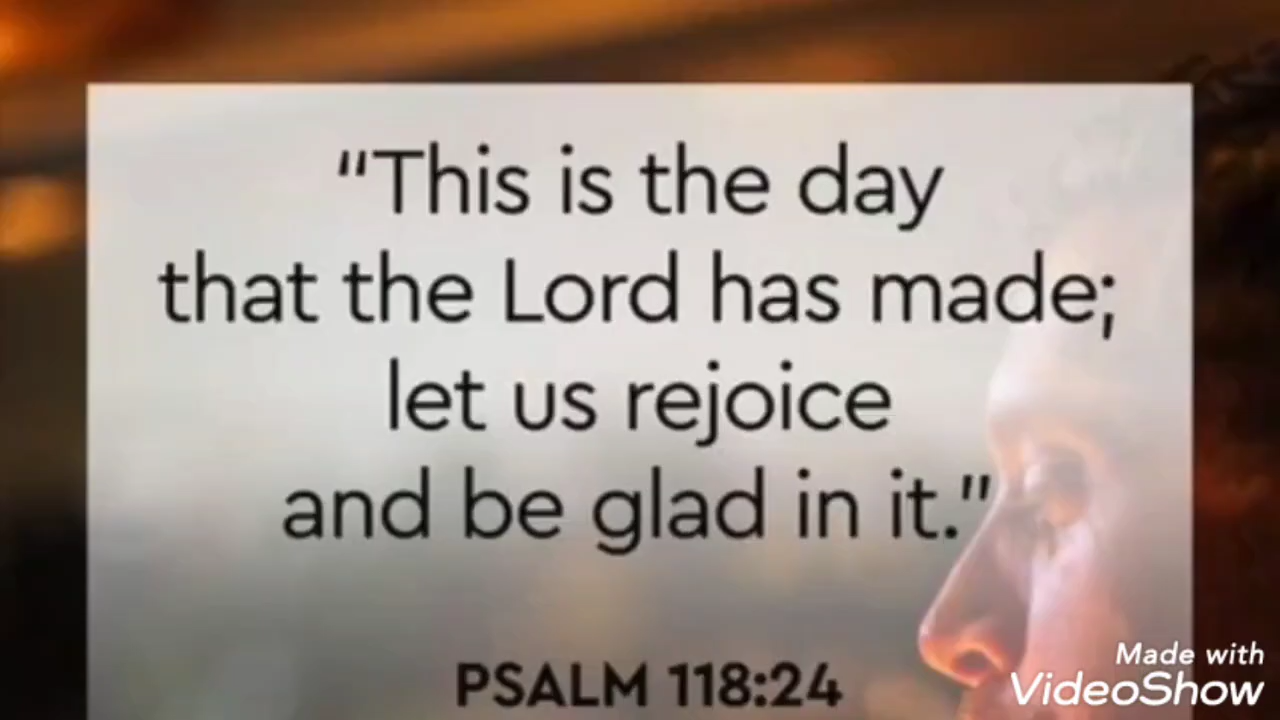 “This is the day
that the Lord has made;
let us rejoice
and be glad in it.”
PSALM 118:24
Made with
VideoShow